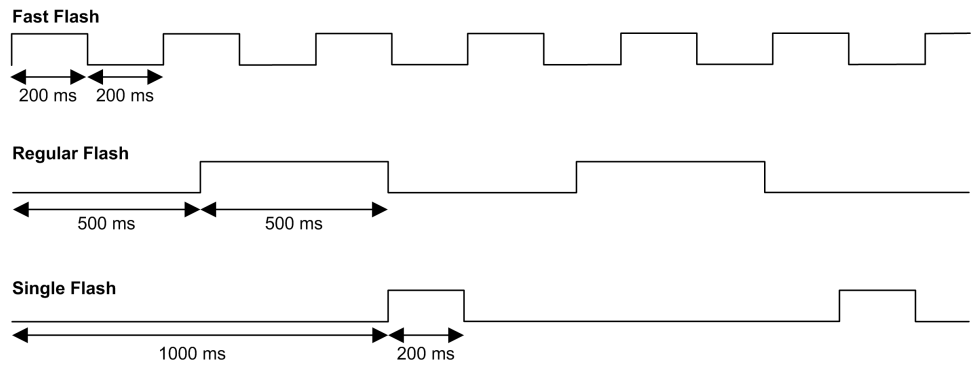 Fast Flash
200 ms 200 ms
Regular Flash
500 ms 500 ms
Single Flash
1000 ms 200 ms